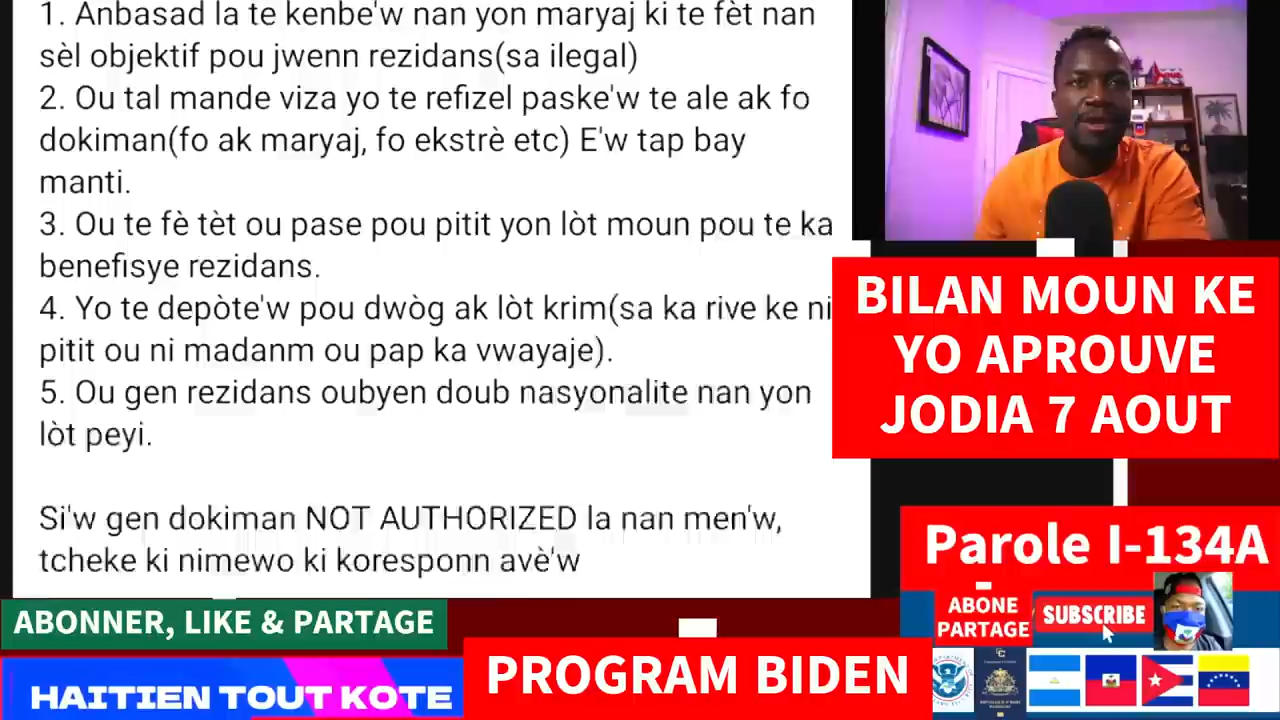 1. Anbasad la te kenbe'w nan yon maryaj ki te fèt nan
sèl objektif pou jwenn rezidans(sa ilegal)
2. Ou tal mande viza yo te refizel paske'w te ale ak fo
dokiman(fo ak maryaj, fo ekstrè etc) E'w tap bay
manti.
3. Ou te fè tèt ou pase pou pitit yon lòt moun pou te ka
benefisye rezidans.
4. Yo te depòte'w pou dwòg ak lòt krim(sa ka rive ke ni
pitit ou ni madanm ou pap ka vwayaje).
5. Ou gen rezidans oubyen doub nasyonalite nan yon
lòt peyi.
Si'w gen dokiman NOT AUTHORIZED la nan men'w,
tcheke ki nimewo ki koresponn avè'w
BILAN MOUN KE
YO APROUVE
JODIA 7 AOUT
Parole I-134A
ABONE
PARTAGE
SUBSCRIBE
ABONNER, LIKE & PARTAGE
HAITIEN TOUT KOTE
PROGRAM BIDEN